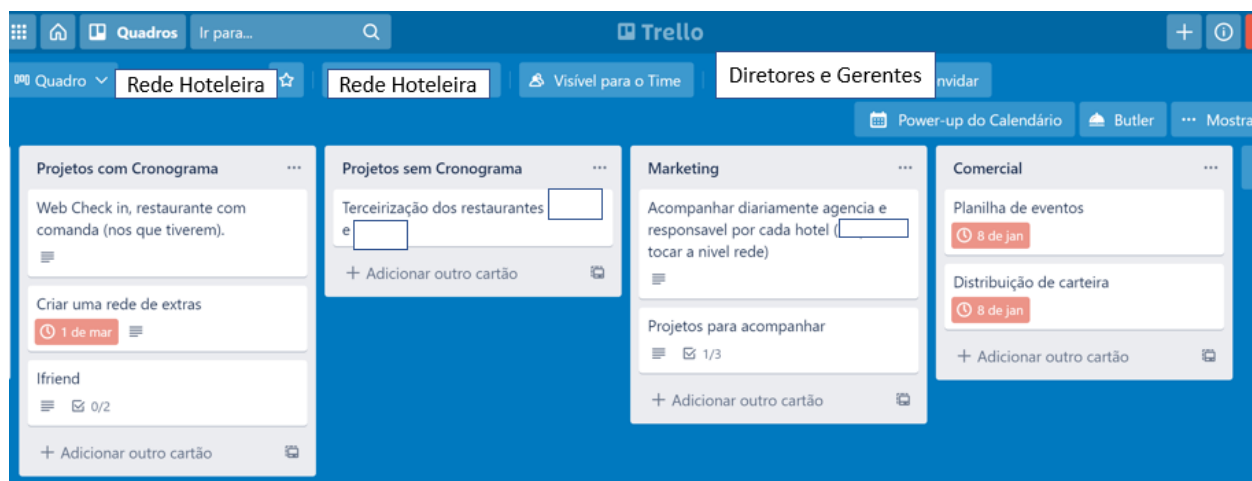 Quadros
Ir para...
Trello
Quadro
Rede Hoteleira
Rede Hoteleira
Visível para o Time
Diretores e Gerentes
nvidar
Power-up do Calendário
Butler
Mostra
Projetos com Cronograma
Web Check in, restaurante com
comanda (nos que tiverem).
Criar uma rede de extras
1 de mar
Ifriend
0/2
+ Adicionar outro cartão
Projetos sem Cronograma
Terceirização dos restaurantes
e
+ Adicionar outro cartão
Marketing
Acompanhar diariamente agencia e
responsavel por cada hotel (
tocar a nivel rede)
Projetos para acompanhar
1/3
+ Adicionar outro cartão
Comercial
Planilha de eventos
8 de jan
Distribuição de carteira
8 de jan
+ Adicionar outro cartão